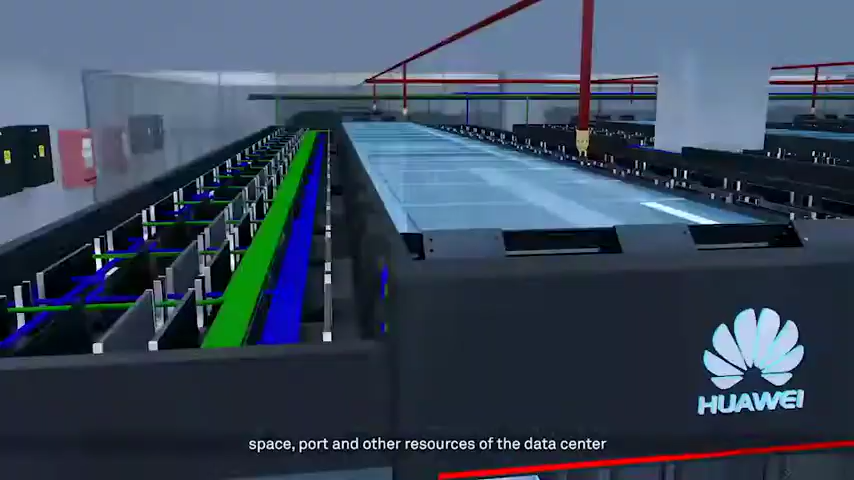 HUAWEI
space, port and other resources of the data center